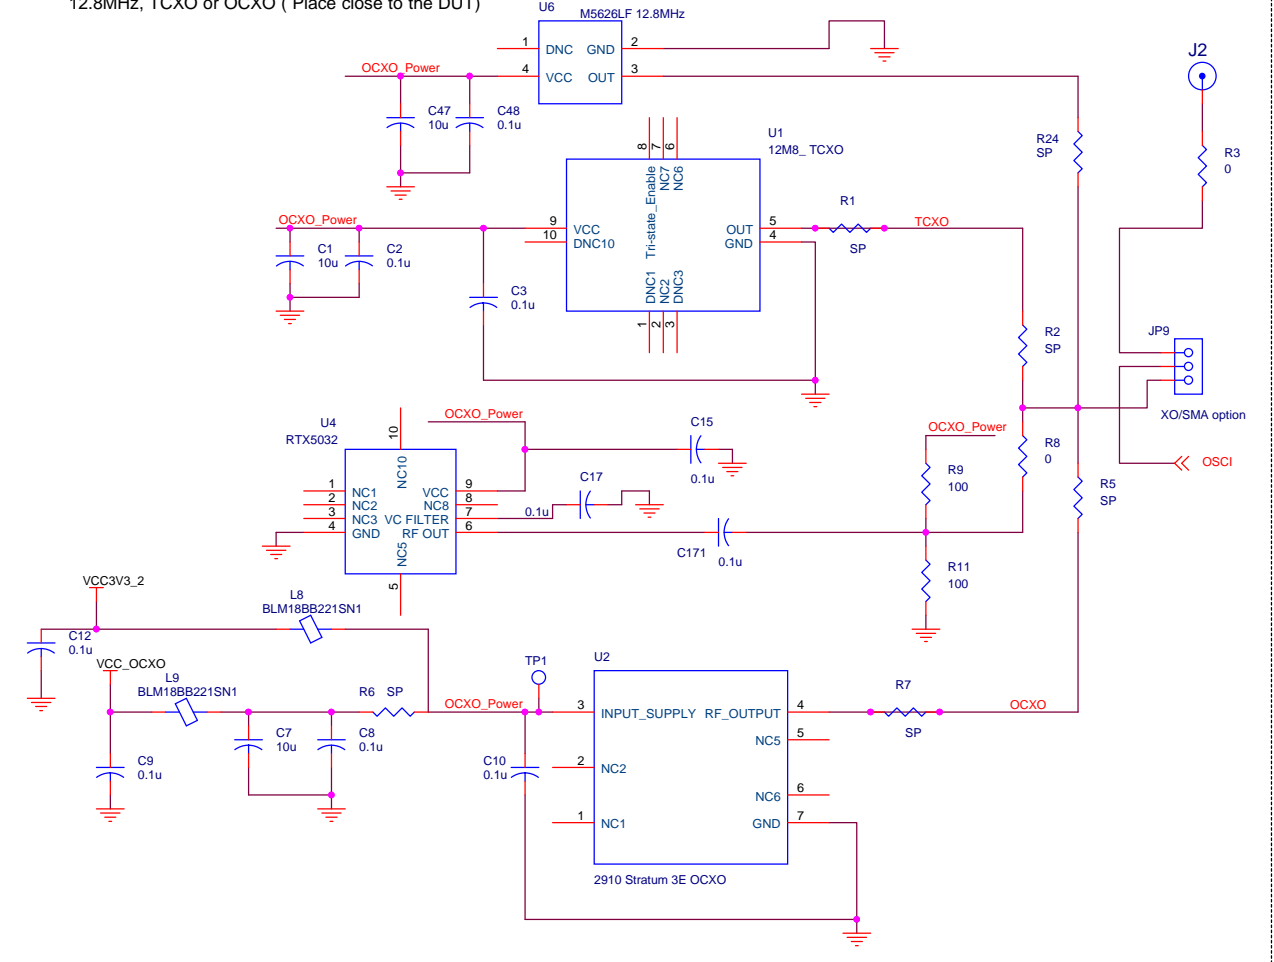 12.8MHz, TCXO or OCXO ( Place close to the DUT)
U6
M5626LF 12.8MHz
1 DNC GND 2
4 VCC OUT 3
OCXO_Power
C47
10u
C48
0.1u
J2
R24
SP
R3
0
U1
12M8_ TCXO
8 7 6
Tri-state_Enable
NC7
NC6
OCXO_Power
9 VCC
10 DNC10
OUT 5
GND 4
DNC1
NC2
DNC3
1 2 3
R1
SP
TCXO
C1
10u
C2
0.1u
C3
0.1u
R2
SP
JP9
XO/SMA option
OSCI
U4
RTX5032
OCXO_Power
10
NC10
1 NC1
2 NC2
3 NC3
4 GND
VCC 9
NC8 8
VC FILTER 7
RF OUT 6
NC5
5
C15
0.1u
C17
0.1u
C171
0.1u
OCXO_Power
R9
100
R8
0
R5
SP
R11
100
VCC3V3_2
L8
BLM18BB221SN1
C12
0.1u
VCC_OCXO
L9
BLM18BB221SN1
R6 SP
OCXO_Power
TP1
C7
10u
C8
0.1u
C9
0.1u
C10
0.1u
U2
3 INPUT_SUPPLY RF_OUTPUT 4
NC5 5
2 NC2
NC6 6
1 NC1
GND 7
2910 Stratum 3E OCXO
R7
SP
OCXO